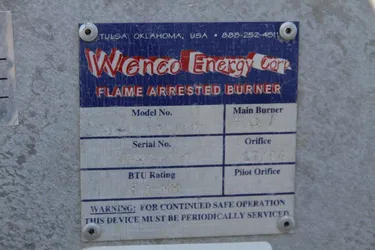 TULSA, OKLAHOMA, USA • 888-252-4511
Wenco Energy Corp.
FLAME ARRESTED BURNER
Model No.
Main Burner
Serial No.
Orifice
BTU Rating
Pilot Orifice
WARNING: FOR CONTINUED SAFE OPERATION
THIS DEVICE MUST BE PERIODICALLY SERVICED